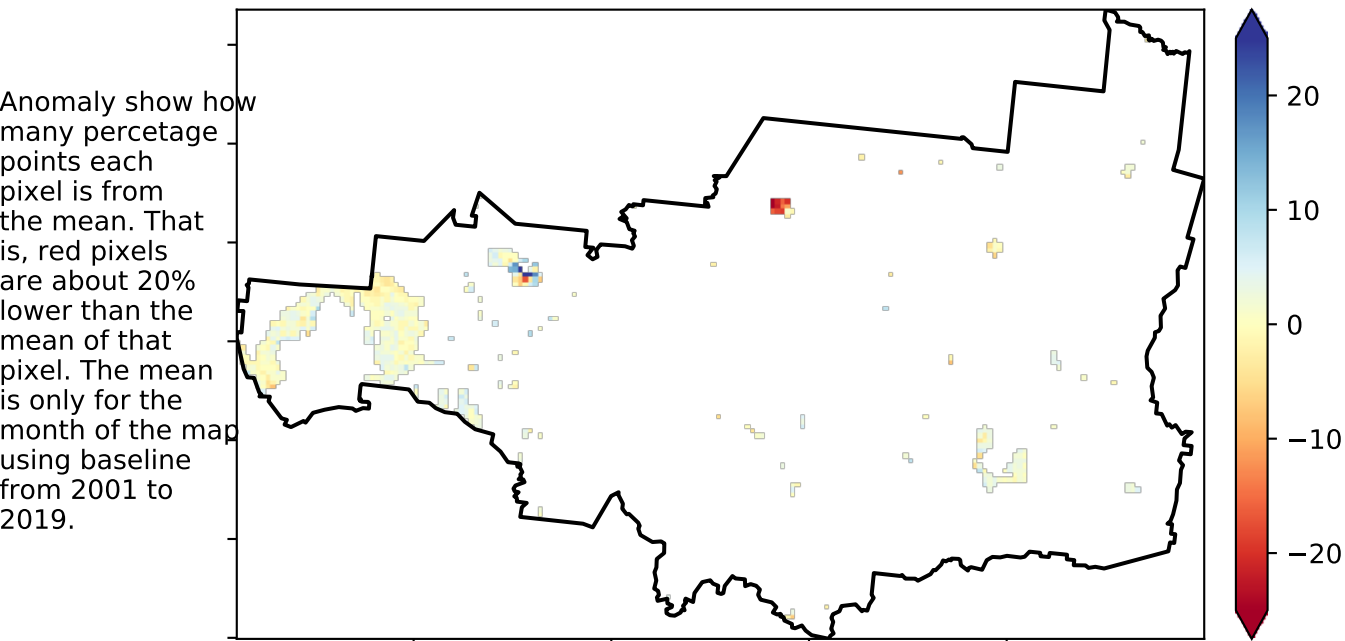 Anomaly show how
many percetage
points each
pixel is from
the mean. That
is, red pixels
are about 20%
lower than the
mean of that
pixel. The mean
is only for the
month of the map
using baseline
from 2001 to
2019.
20
10
0
−10
−20